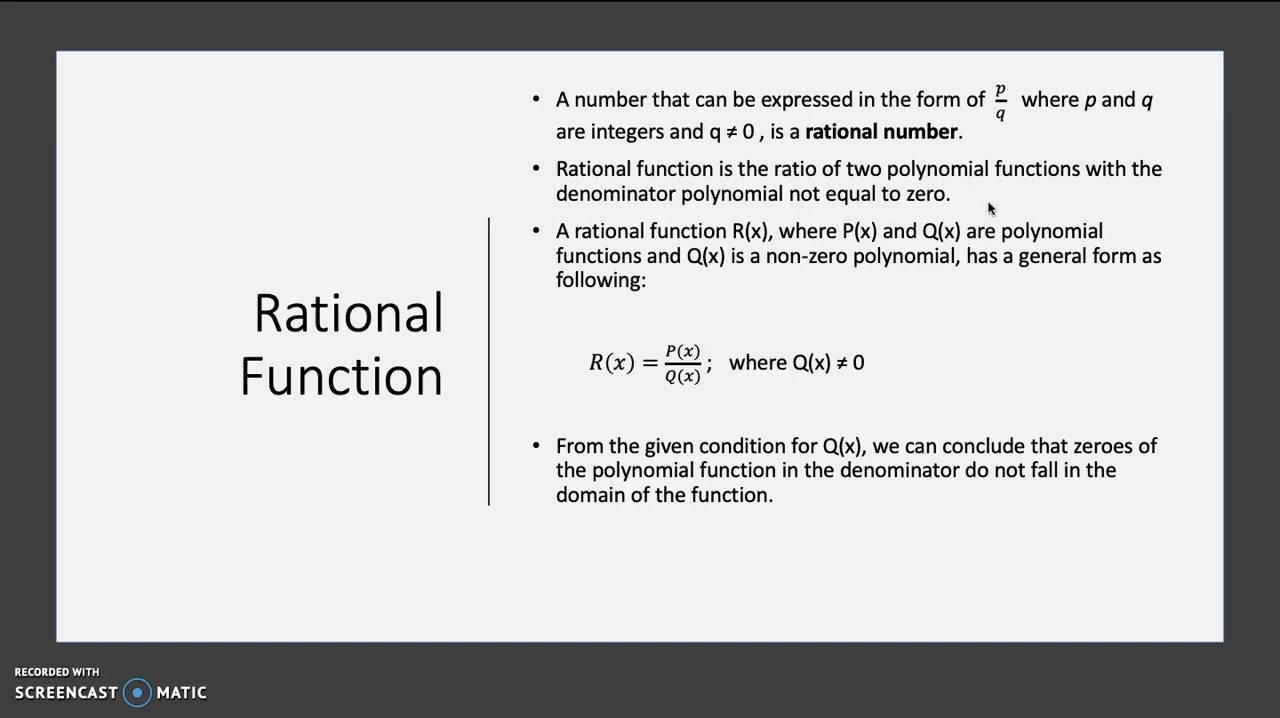 Rational
Function
• A number that can be expressed in the form of p/q where p and q
are integers and q ≠ 0 , is a rational number.
• Rational function is the ratio of two polynomial functions with the
denominator polynomial not equal to zero.
• A rational function R(x), where P(x) and Q(x) are polynomial
functions and Q(x) is a non-zero polynomial, has a general form as
following:
R(x) = P(x)/Q(x) ; where Q(x) ≠ 0
• From the given condition for Q(x), we can conclude that zeroes of
the polynomial function in the denominator do not fall in the
domain of the function.
RECORDED WITH
SCREENCAST MATIC